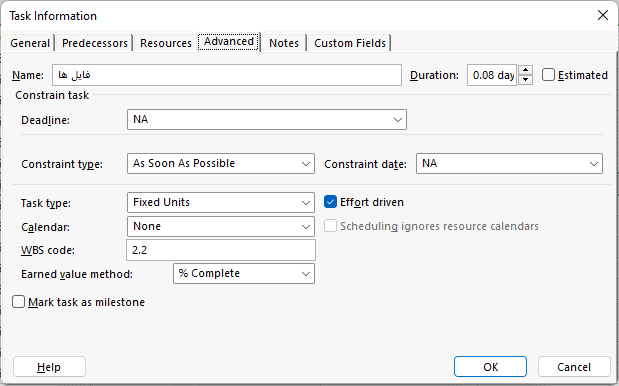 Task Information
General Predecessors Resources Advanced Notes Custom Fields
Name: فایل ها Duration: 0.08 day Estimated
Constrain task
Deadline: NA
Constraint type: As Soon As Possible Constraint date: NA
Task type: Fixed Units Effort driven
Calendar: None Scheduling ignores resource calendars
WBS code: 2.2
Earned value method: % Complete
Mark task as milestone
Help OK Cancel